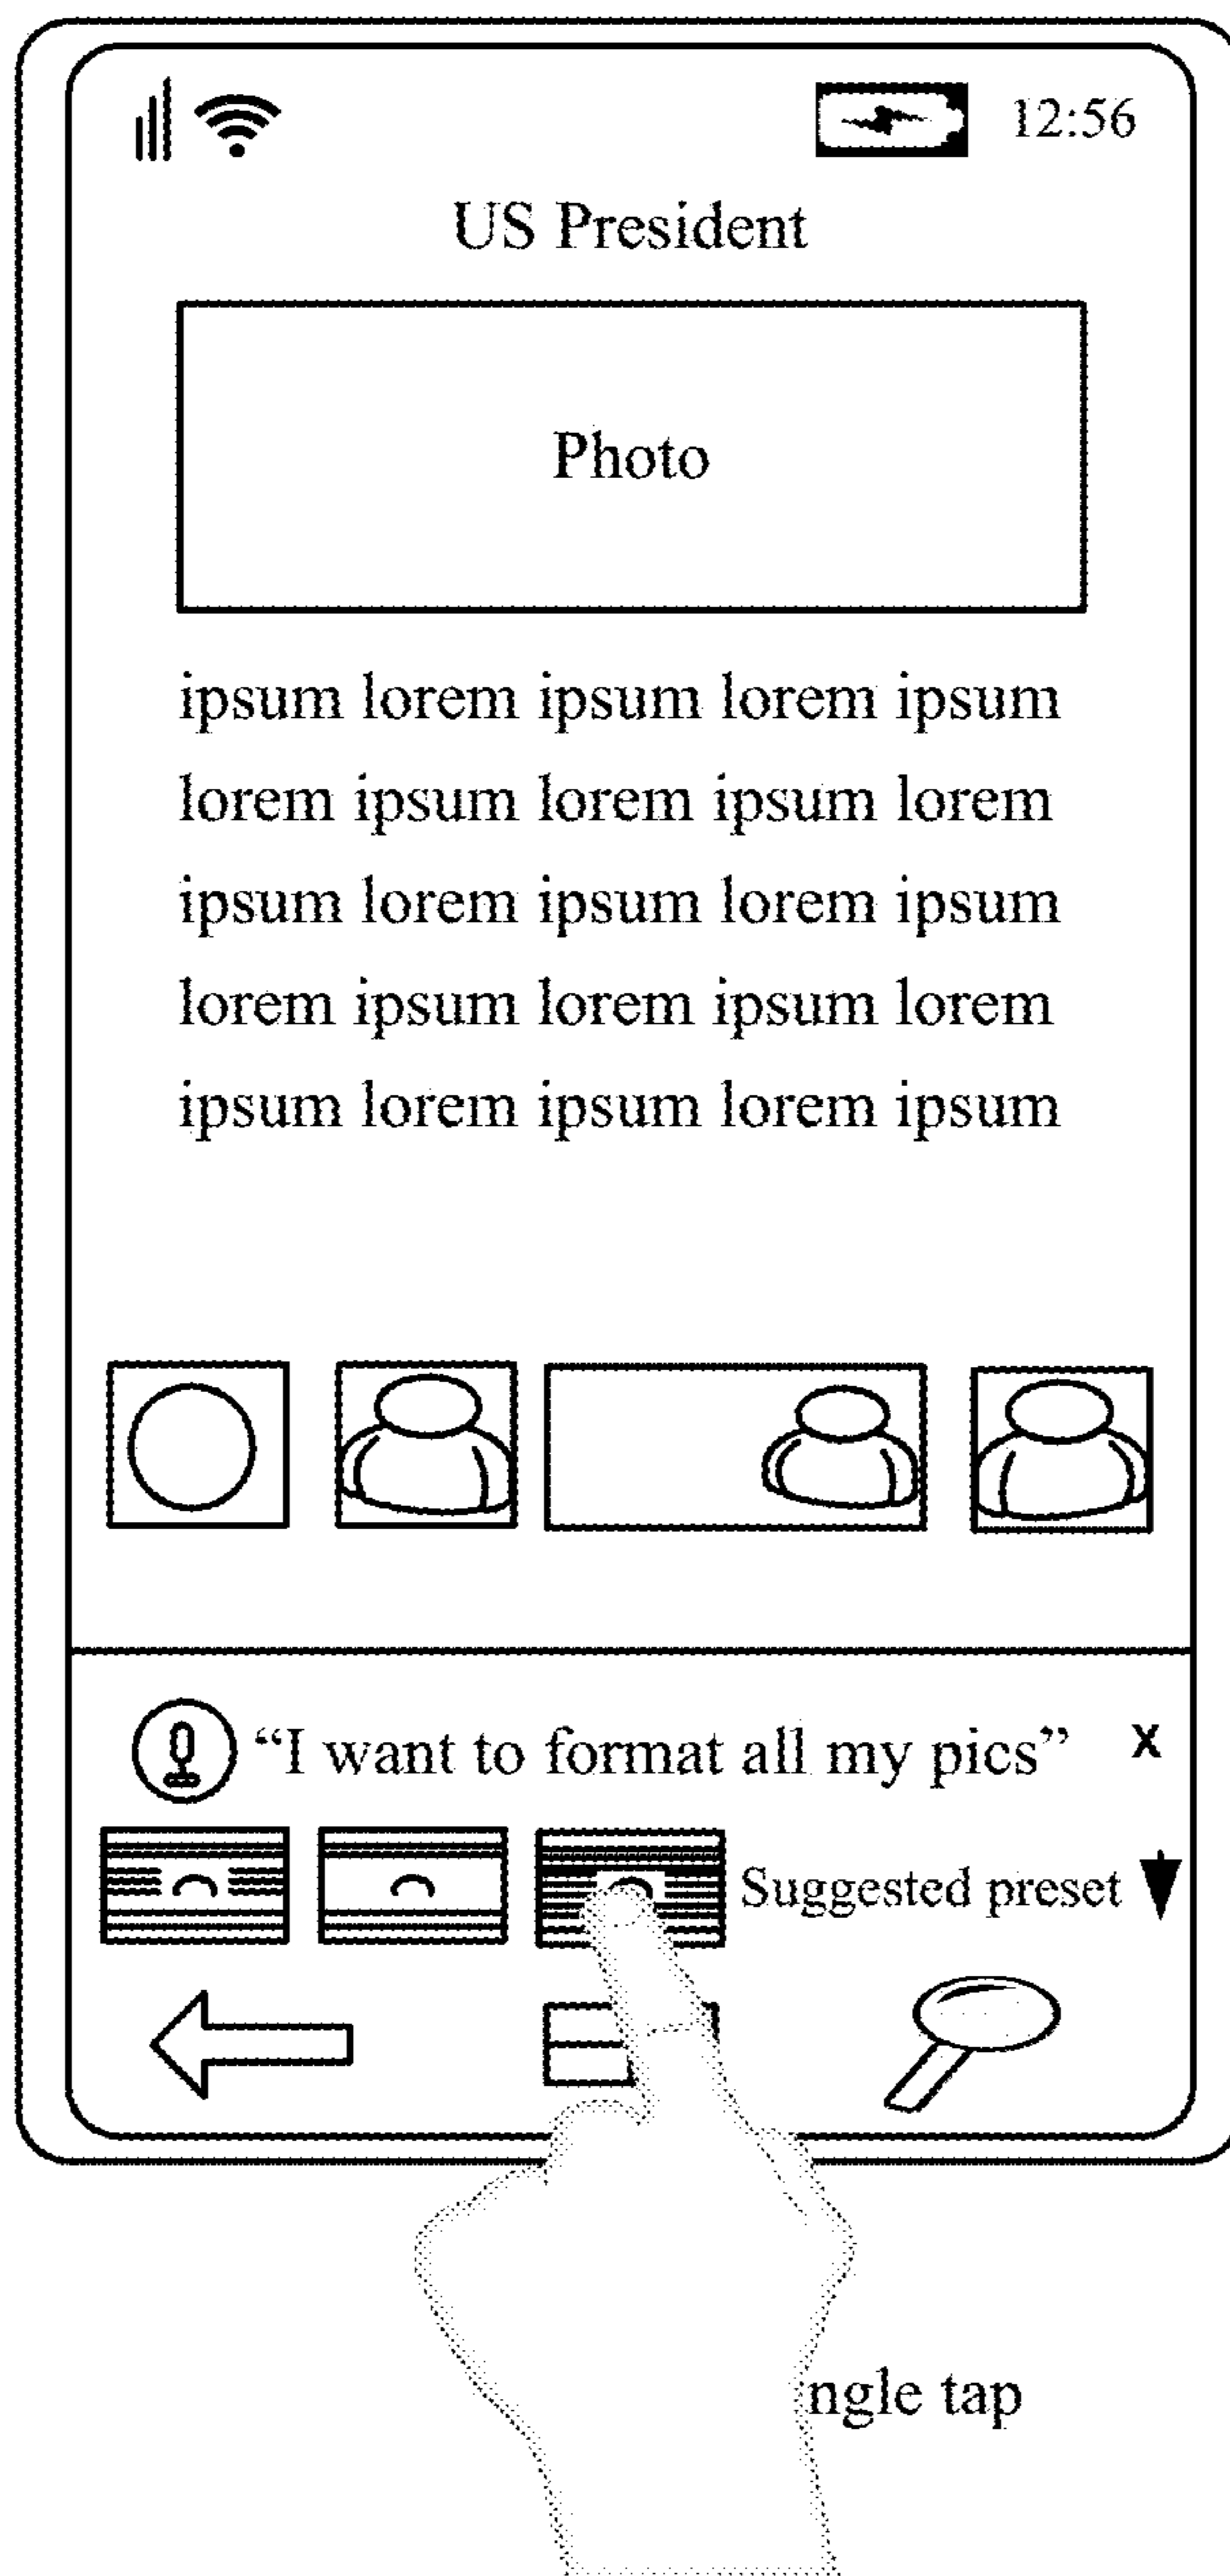 12:56
US President
Photo
ipsum lorem ipsum lorem ipsum
lorem ipsum lorem ipsum lorem
ipsum lorem ipsum lorem ipsum
lorem ipsum lorem ipsum lorem
ipsum lorem ipsum lorem ipsum
“I want to format all my pics” X
Suggested preset
ngle tap